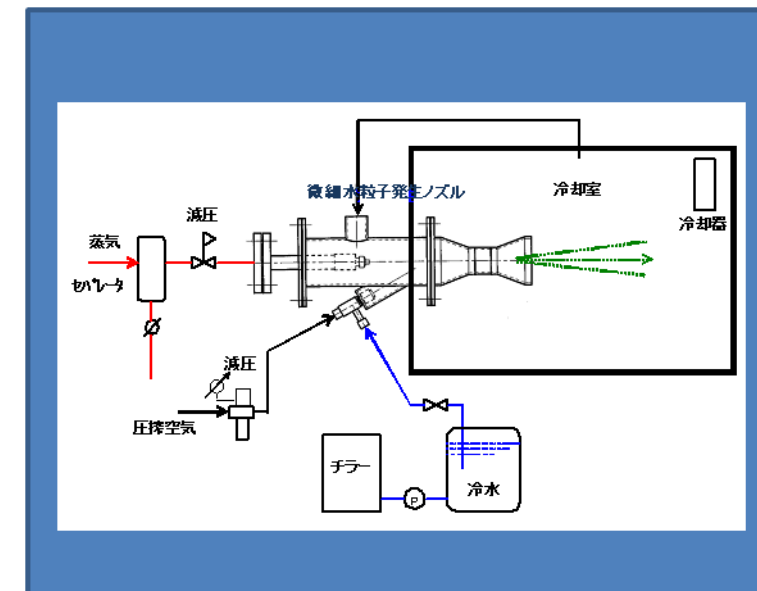 微細水粒子発生ノズル
冷却室
冷却器
減圧
蒸気
セパレータ
減圧
圧搾空気
チラー
P
冷水